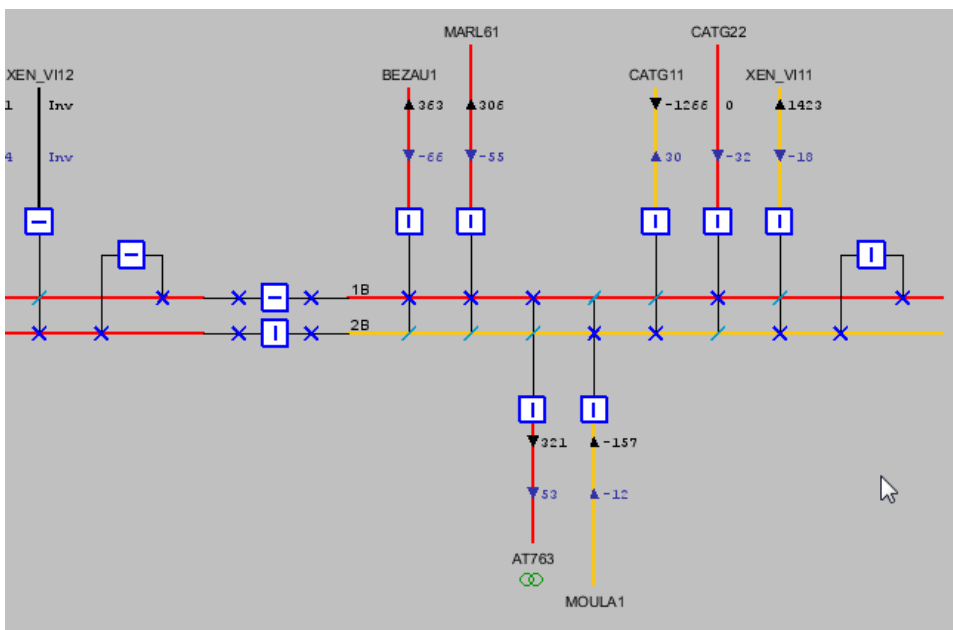 MARL61
CATG22
XEN_VI12
BEZAU1
CATG11
XEN_VI11
1 Inv
363
306
-1266
0
1423
4 Inv
-66
-55
30
-32
-18
1B
2B
321
-157
53
-12
AT763
MOULA1